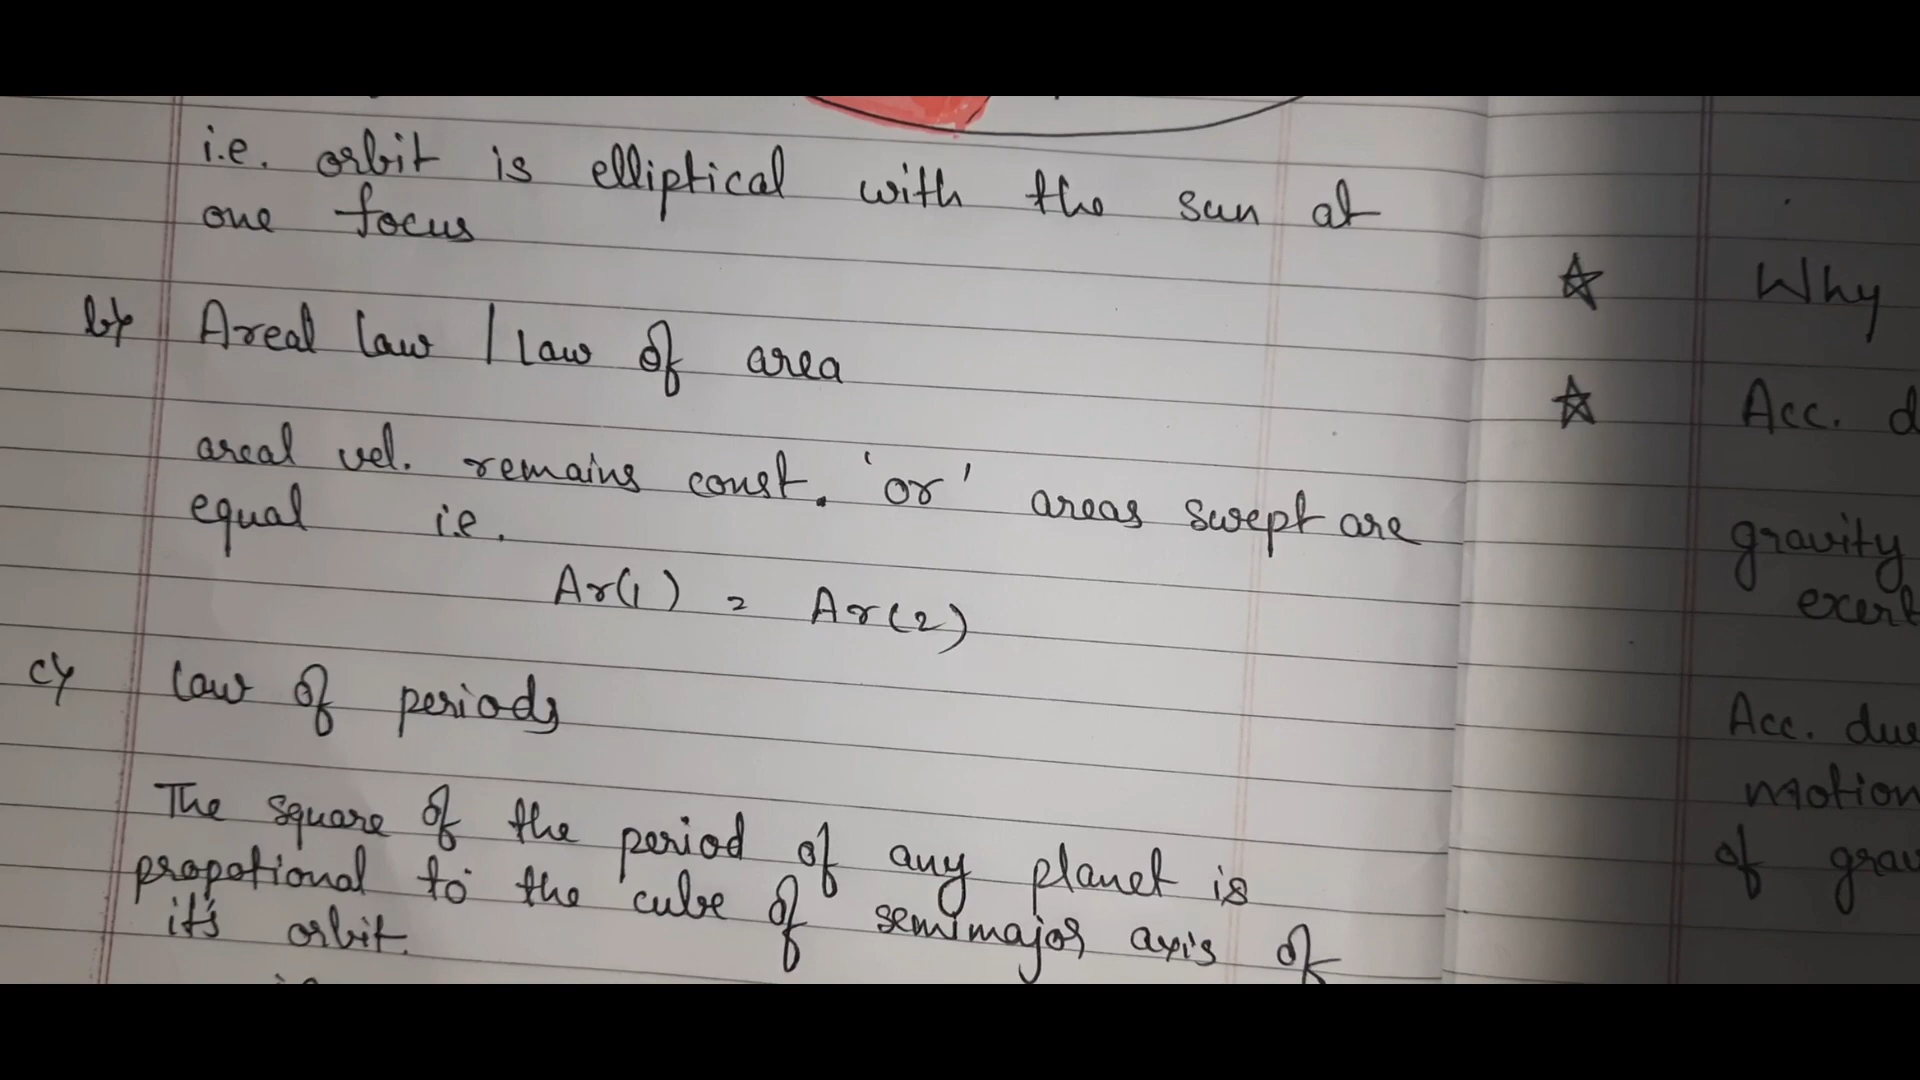 i.e. orbit is elliptical with the sun at
one focus
b) Areal law / law of area
areal vel. remains const. 'or' areas swept are
equal i.e.
Ar(1) = Ar(2)
c) law of periods
The square of the period of any planet is
propotional to the cube of semimajor axis of
it's orbit.
Why
Acc. d
gravity
exert
Acc. due
motion
of grav